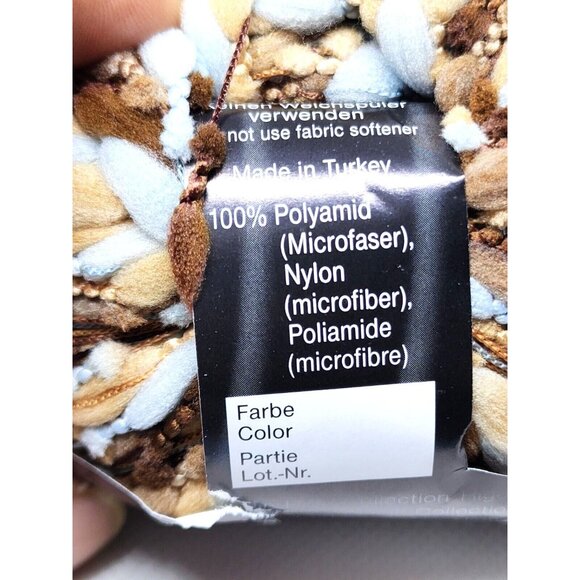 Weichspüler
verwenden
not use fabric softener
Made in Turkey
100% Polyamid
(Microfaser),
Nylon
(microfiber),
Poliamide
(microfibre)
Farbe
Color
Partie
Lot.-Nr.